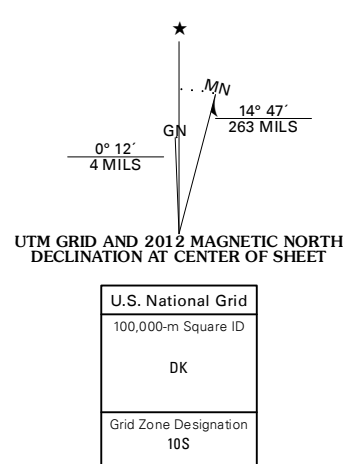 ★
MN
GN
14° 47´
263 MILS
0° 12´
4 MILS
UTM GRID AND 2012 MAGNETIC NORTH
DECLINATION AT CENTER OF SHEET
U.S. National Grid
100,000-m Square ID
DK
Grid Zone Designation
10S